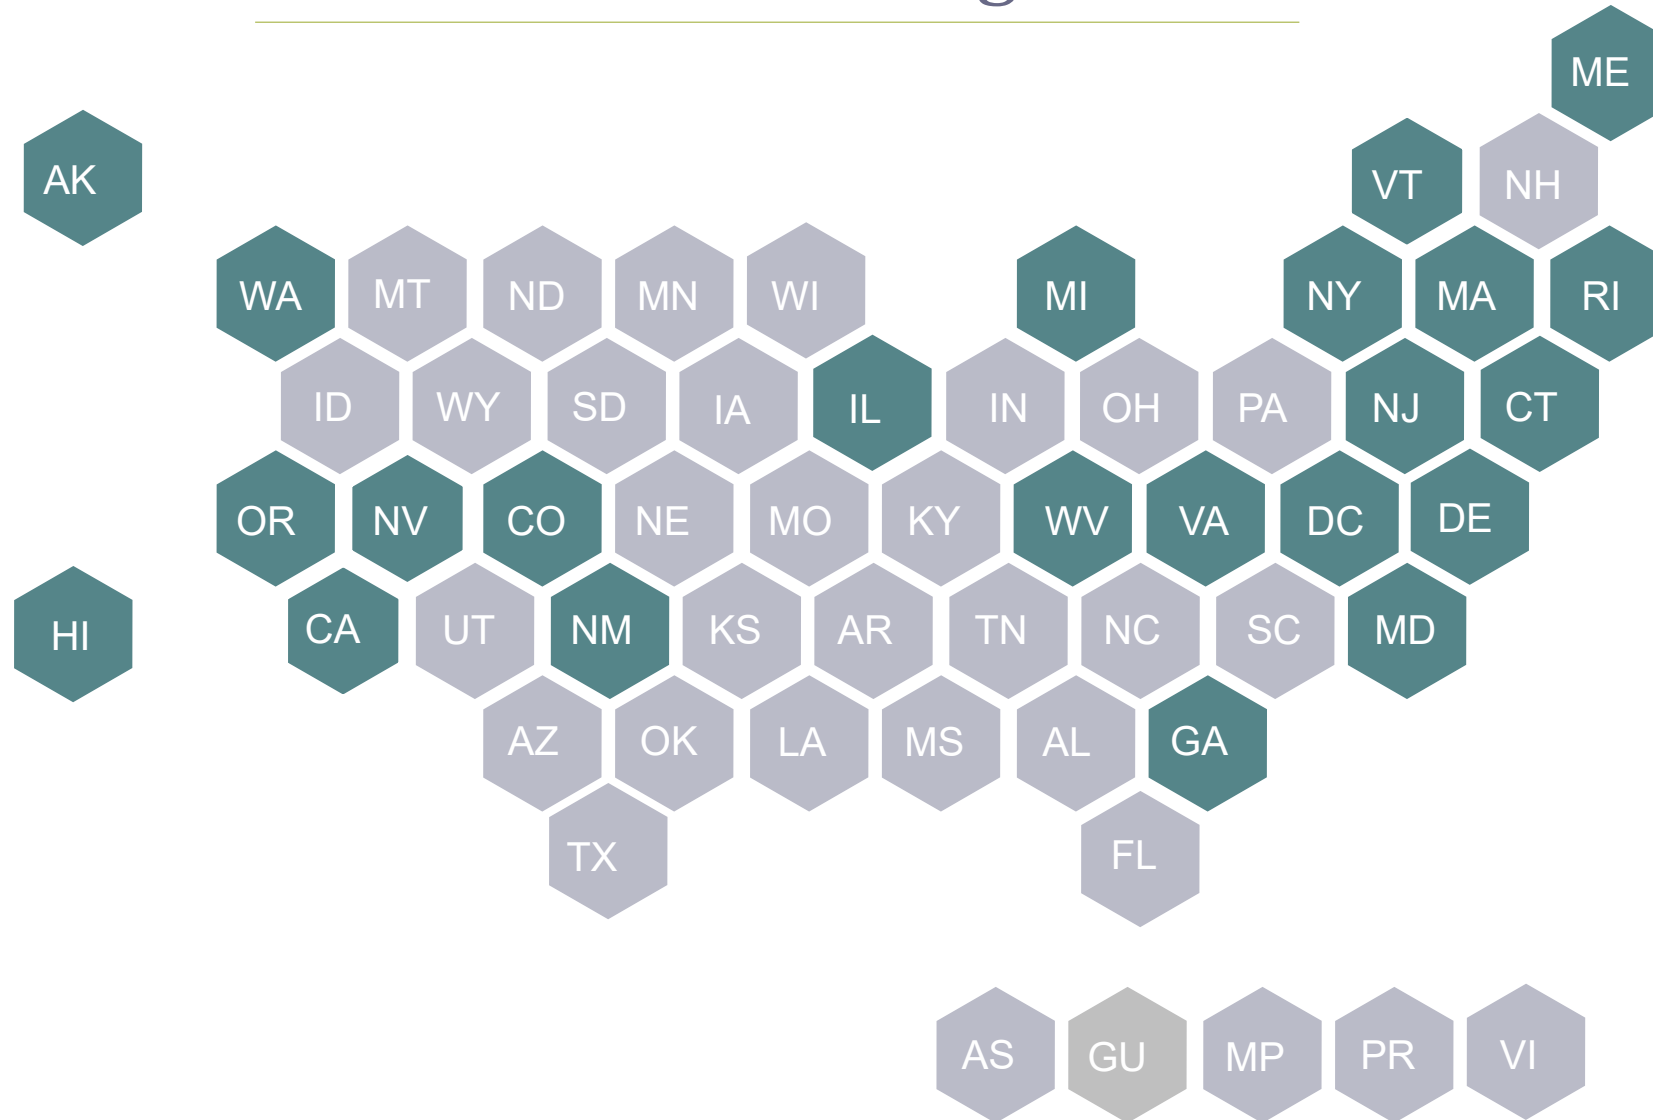 ME
AK
VT NH
WA MT ND MN WI MI NY MA RI
ID WY SD IA IL IN OH PA NJ CT
OR NV CO NE MO KY WV VA DC DE
HI CA UT NM KS AR TN NC SC MD
AZ OK LA MS AL GA
TX FL
AS GU MP PR VI